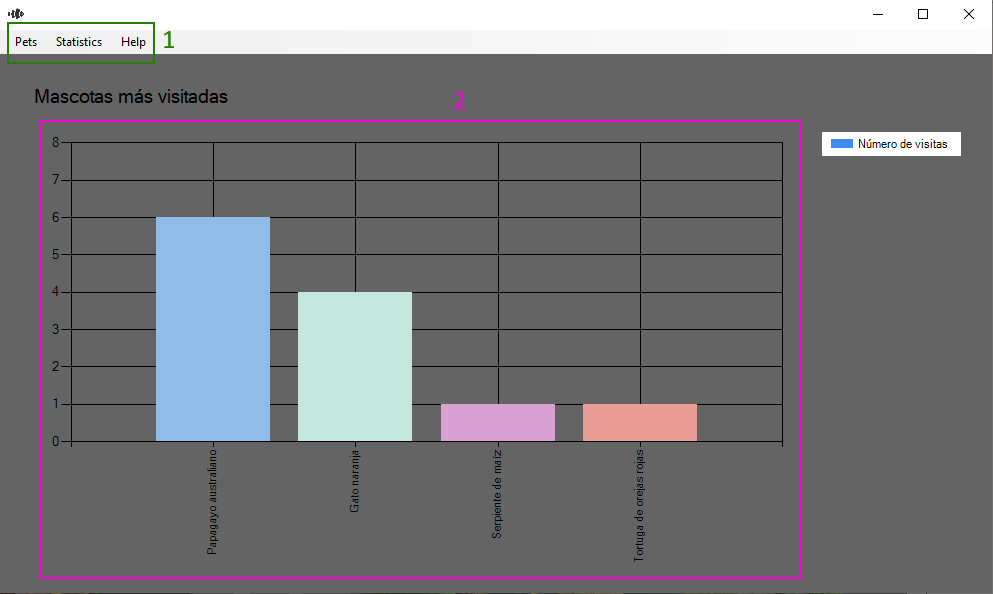 Pets Statistics Help 1
Mascotas más visitadas
2
Número de visitas
8
7
6
5
4
3
2
1
0
Papagayo australiano
Gato naranja
Serpiente de maíz
Tortuga de orejas rojas